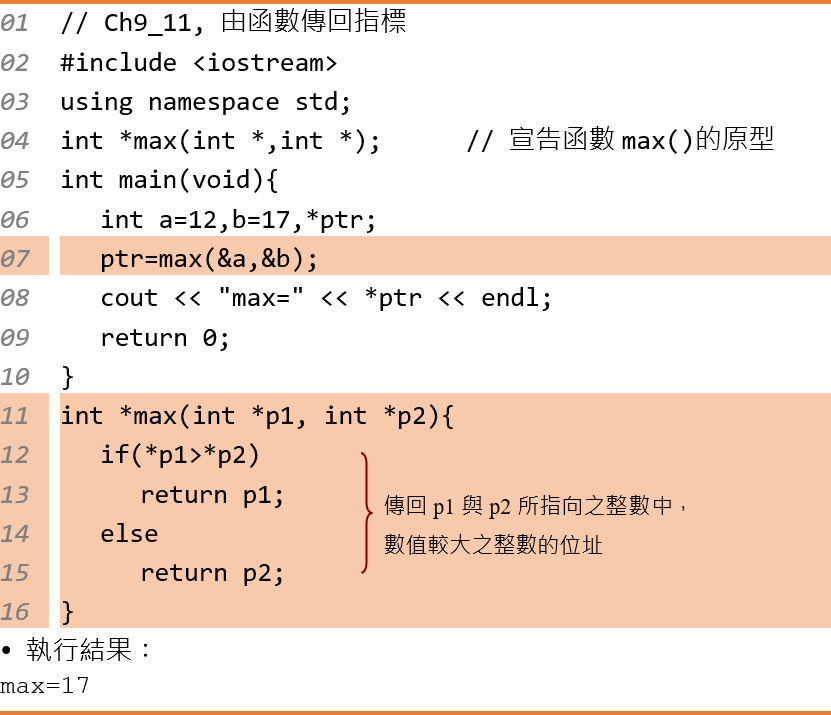 01 // Ch9_11, 由函數傳回指標
02 #include <iostream>
03 using namespace std;
04 int *max(int *,int *); // 宣告函數 max()的原型
05 int main(void){
06 int a=12,b=17,*ptr;
07 ptr=max(&a,&b);
08 cout << "max=" << *ptr << endl;
09 return 0;
10 }
11 int *max(int *p1, int *p2){
12 if(*p1>*p2)
13 return p1;
傳回 p1 與 p2 所指向之整數中，
14 else
數值較大之整數的位址
15 return p2;
16 }
• 執行結果：
max=17